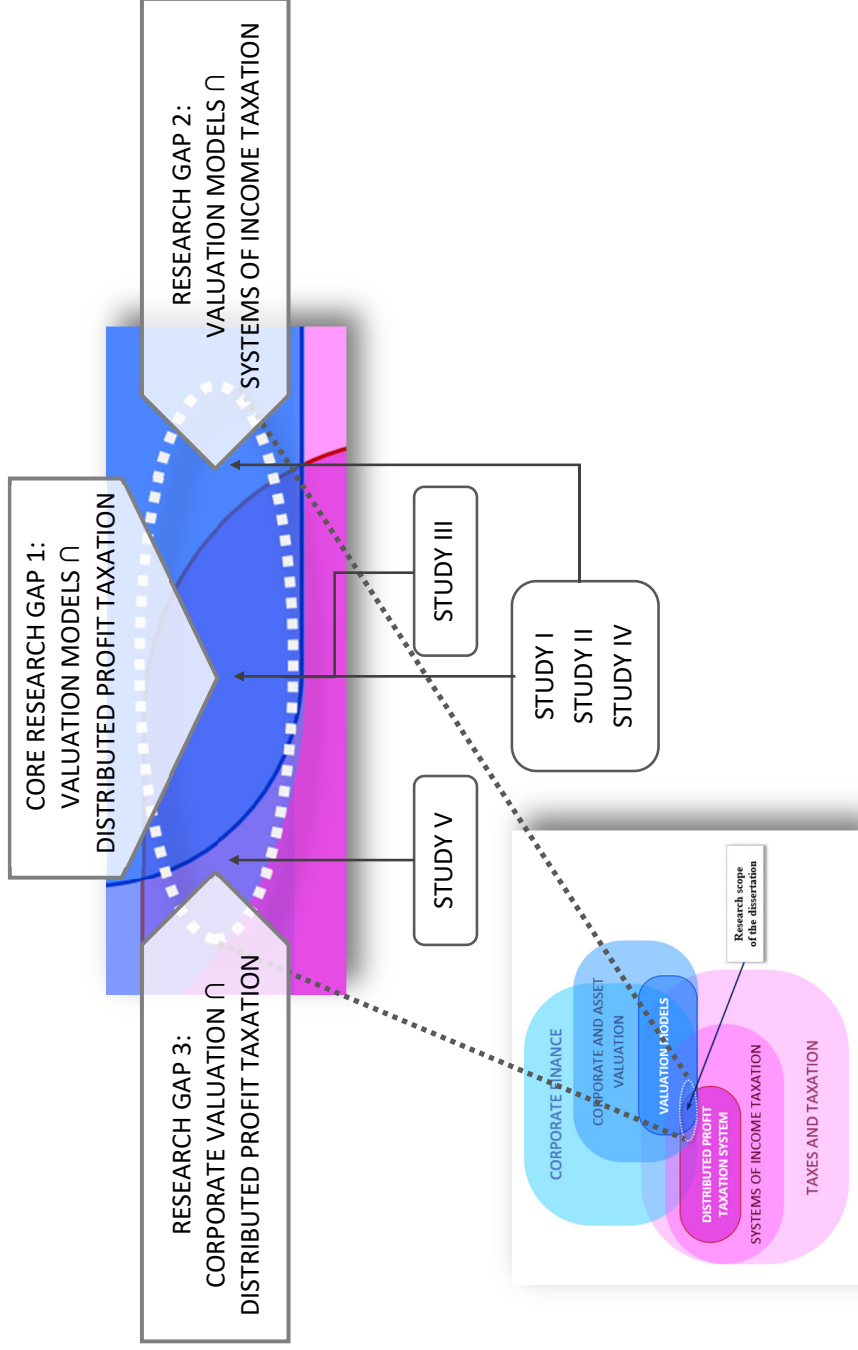 CORE RESEARCH GAP 1:
VALUATION MODELS ∩
DISTRIBUTED PROFIT TAXATION
RESEARCH GAP 3:
CORPORATE VALUATION ∩
DISTRIBUTED PROFIT TAXATION
RESEARCH GAP 2:
VALUATION MODELS ∩
SYSTEMS OF INCOME TAXATION
STUDY V
STUDY III
STUDY I
STUDY II
STUDY IV
CORPORATE FINANCE
CORPORATE AND ASSET
VALUATION
VALUATION MODELS
DISTRIBUTED PROFIT
TAXATION SYSTEM
SYSTEMS OF INCOME TAXATION
TAXES AND TAXATION
Research scope
of the dissertation